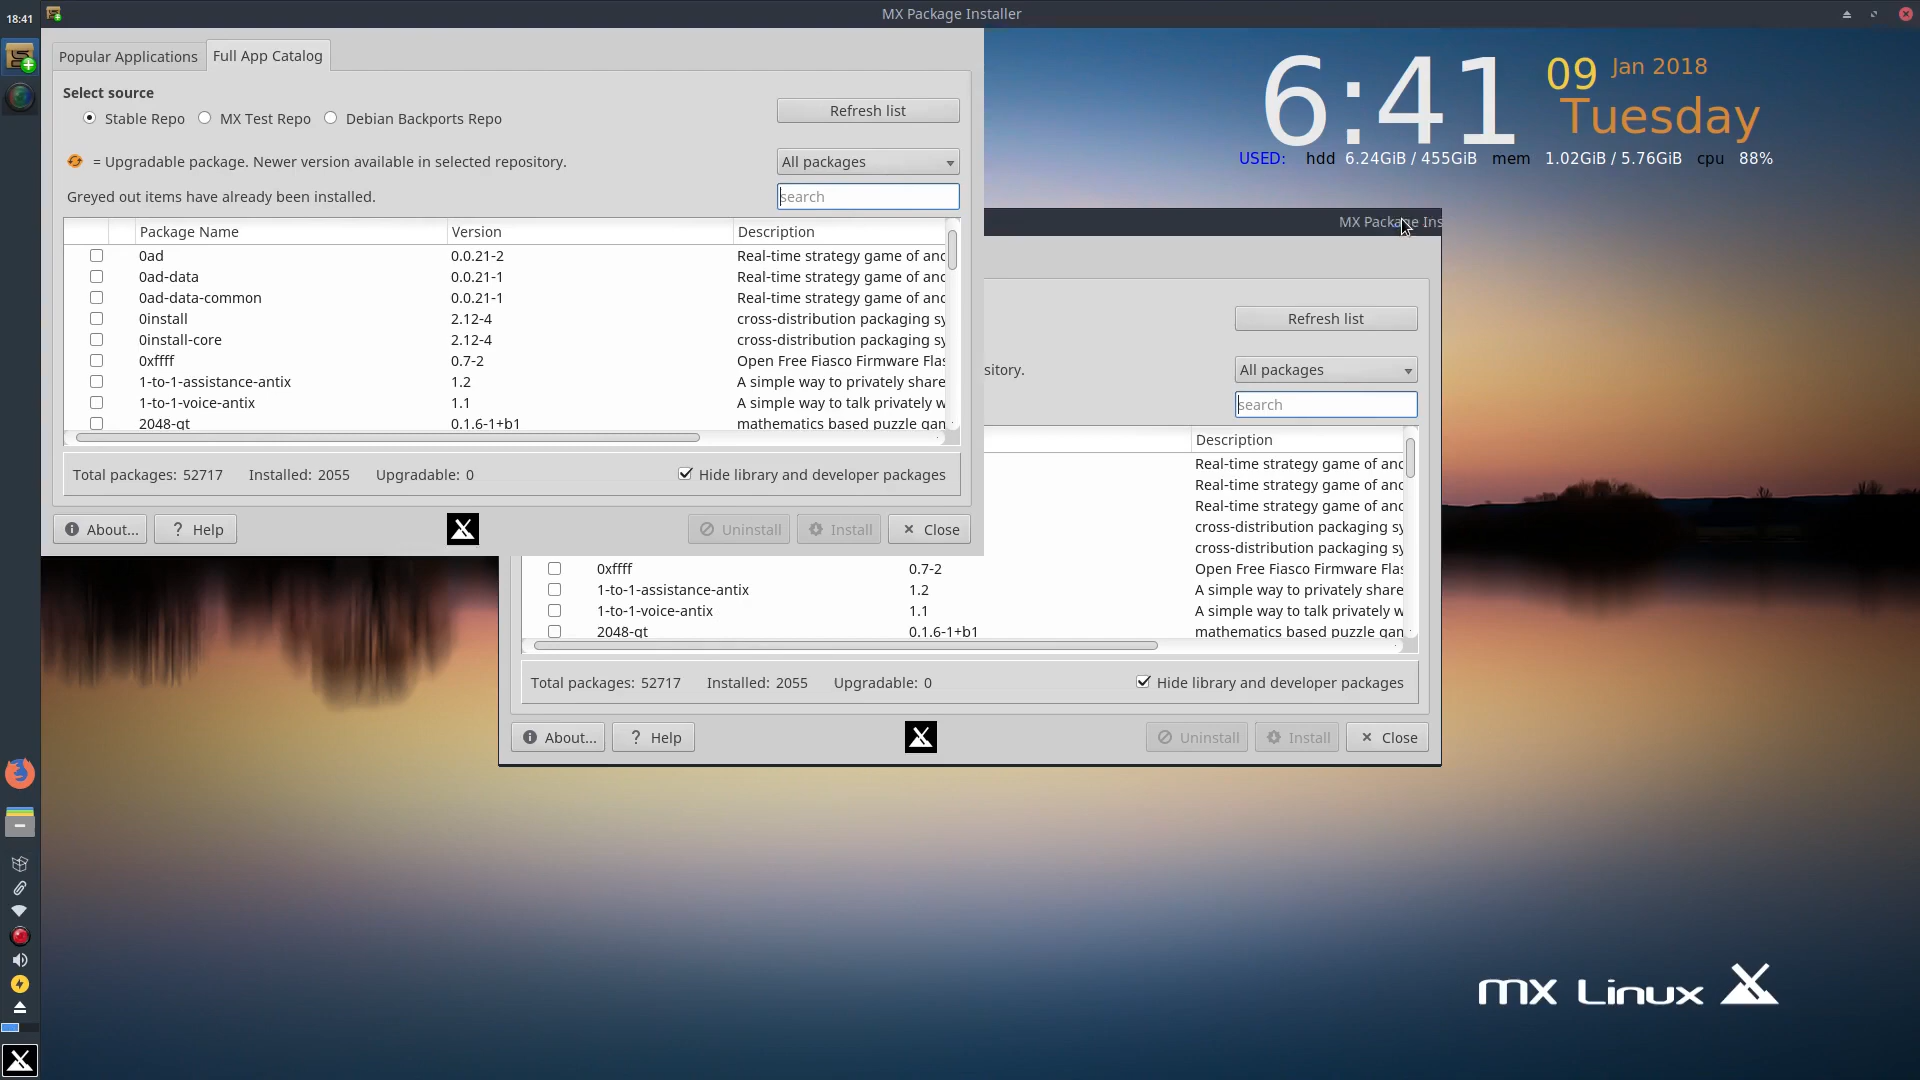 18:41
MX Package Installer
Popular Applications
Full App Catalog
Select source
Stable Repo
MX Test Repo
Debian Backports Repo
Refresh list
= Upgradable package. Newer version available in selected repository.
All packages
Greyed out items have already been installed.
search
Package Name Version Description
0ad 0.0.21-2 Real-time strategy game of anc
0ad-data 0.0.21-1 Real-time strategy game of anc
0ad-data-common 0.0.21-1 Real-time strategy game of anc
0install 2.12-4 cross-distribution packaging sy
0install-core 2.12-4 cross-distribution packaging sy
0xffff 0.7-2 Open Free Fiasco Firmware Flas
1-to-1-assistance-antix 1.2 A simple way to privately share
1-to-1-voice-antix 1.1 A simple way to talk privately w
2048-qt 0.1.6-1+b1 mathematics based puzzle gam
Total packages: 52717 Installed: 2055 Upgradable: 0
Hide library and developer packages
About...
? Help
Uninstall
Install
Close
6:41
09
Jan 2018
Tuesday
USED: hdd 6.24GiB / 455GiB mem 1.02GiB / 5.76GiB cpu 88%
MX Package Ins
Refresh list
sitory.
All packages
search
Description
Real-time strategy game of anc
Real-time strategy game of anc
Real-time strategy game of anc
cross-distribution packaging sy
cross-distribution packaging sy
0xffff 0.7-2 Open Free Fiasco Firmware Flas
1-to-1-assistance-antix 1.2 A simple way to privately share
1-to-1-voice-antix 1.1 A simple way to talk privately w
2048-qt 0.1.6-1+b1 mathematics based puzzle gam
Total packages: 52717 Installed: 2055 Upgradable: 0
Hide library and developer packages
About...
? Help
Uninstall
Install
Close
mx Linux